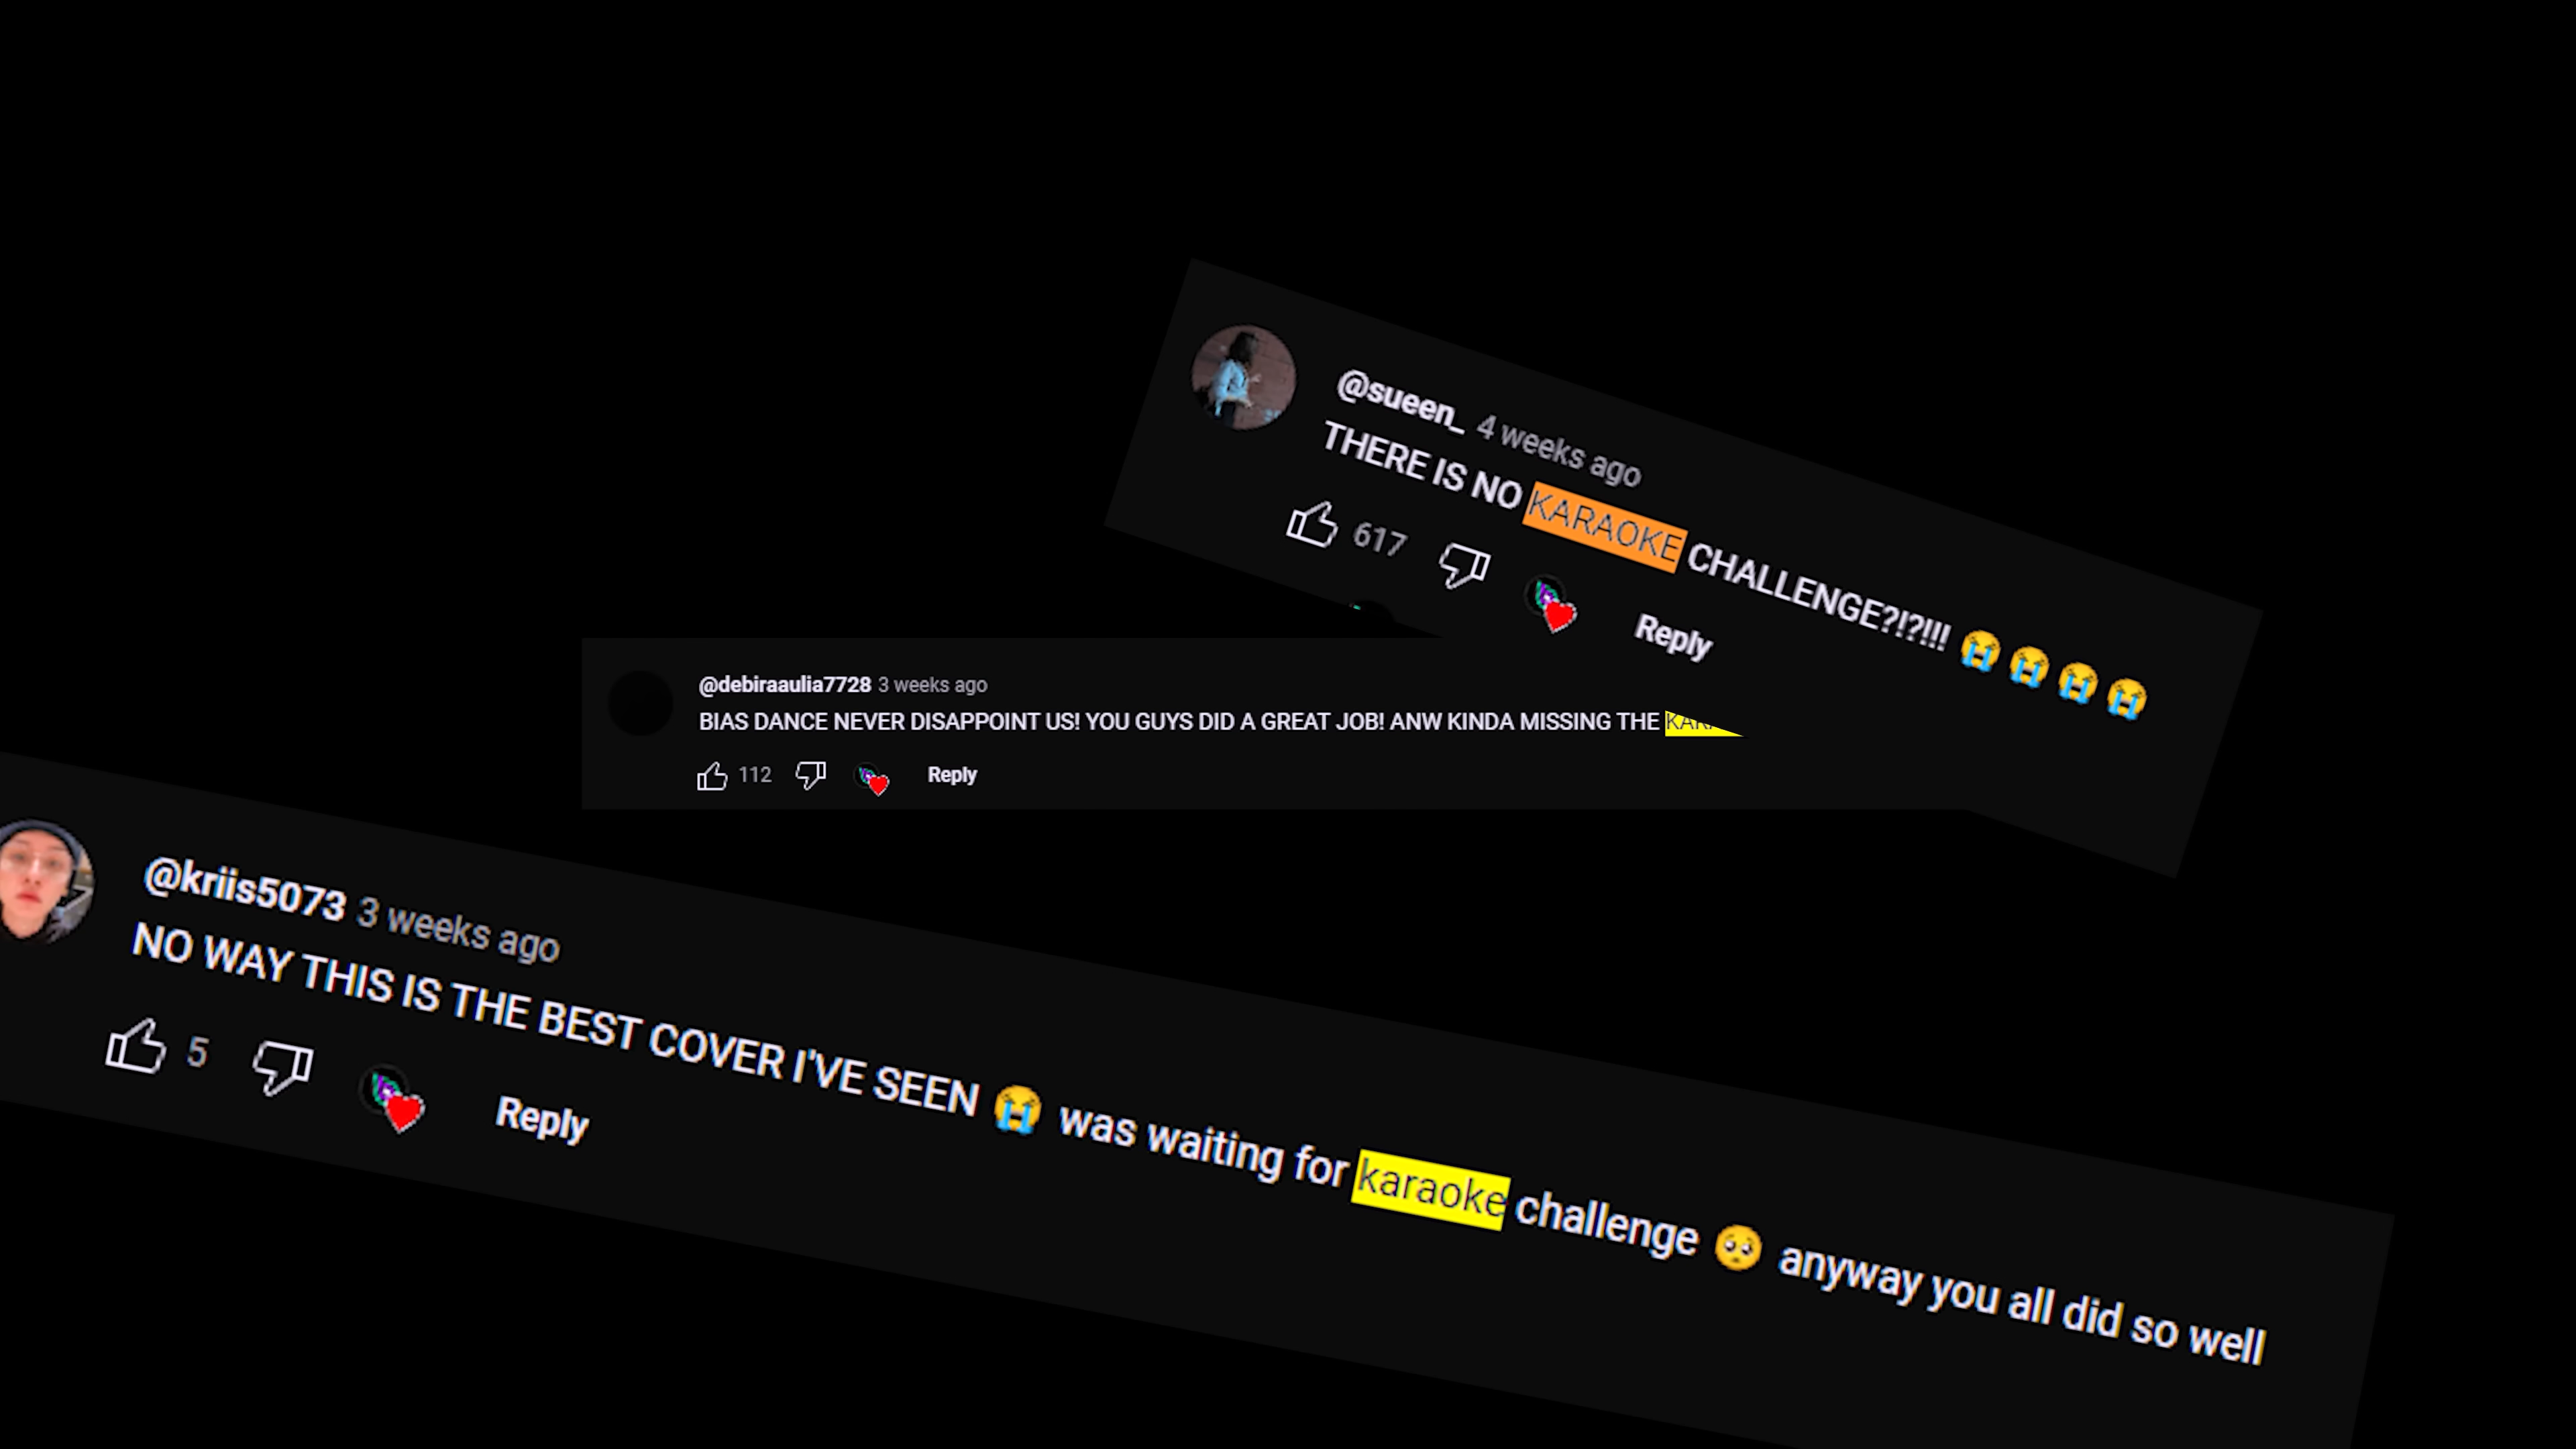 @sueen_ 4 weeks ago
THERE IS NO KARAOKE CHALLENGE?!?!!! 😭 😭 😭 😭
617
Reply
@debiraaulia7728 3 weeks ago
BIAS DANCE NEVER DISAPPOINT US! YOU GUYS DID A GREAT JOB! ANW KINDA MISSING THE
112
Reply
@kriis5073 3 weeks ago
NO WAY THIS IS THE BEST COVER I'VE SEEN 😭 was waiting for karaoke challenge 🥺 anyway you all did so well
5
Reply